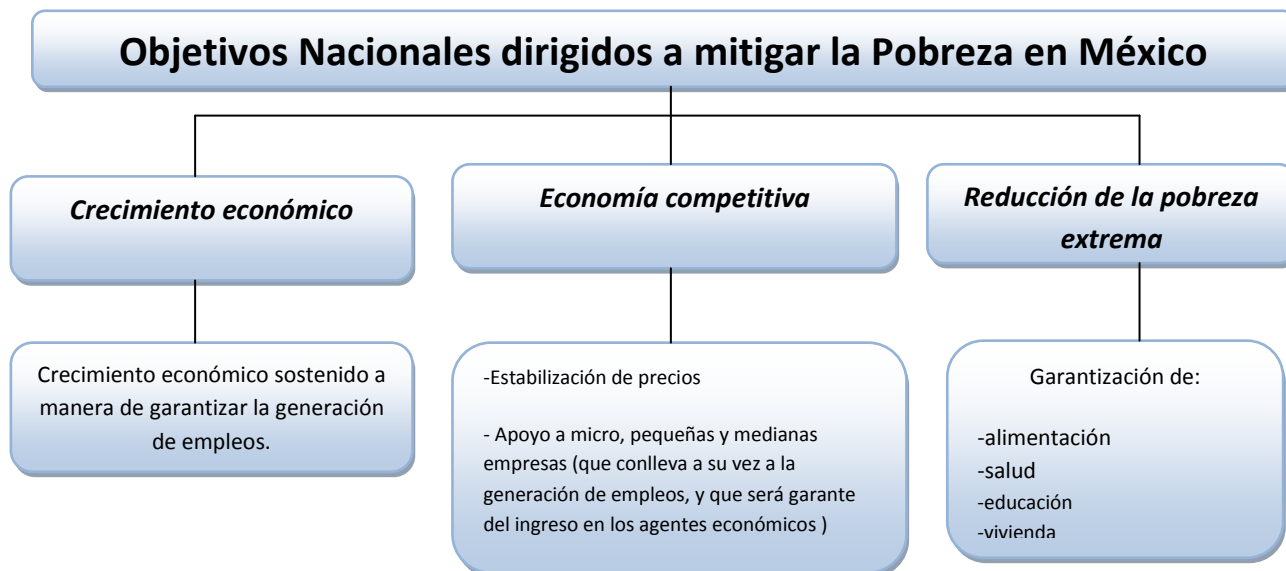 Objetivos Nacionales dirigidos a mitigar la Pobreza en México
Crecimiento económico
Economía competitiva
Reducción de la pobreza
extrema
Crecimiento económico sostenido a
manera de garantizar la generación
de empleos.
-Estabilización de precios
- Apoyo a micro, pequeñas y medianas
empresas (que conlleva a su vez a la
generación de empleos, y que será garante
del ingreso en los agentes económicos )
Garantización de:
-alimentación
-salud
-educación
-vivienda